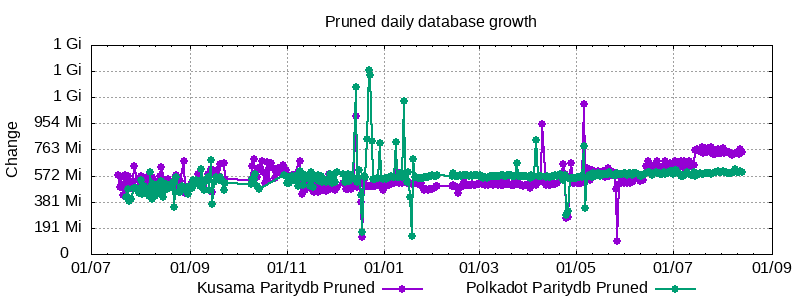 Pruned daily database growth
1 Gi
1 Gi
1 Gi
954 Mi
763 Mi
572 Mi
381 Mi
191 Mi
0
Change
01/07 01/09 01/11 01/01 01/03 01/05 01/07 01/09
Kusama Paritydb Pruned Polkadot Paritydb Pruned